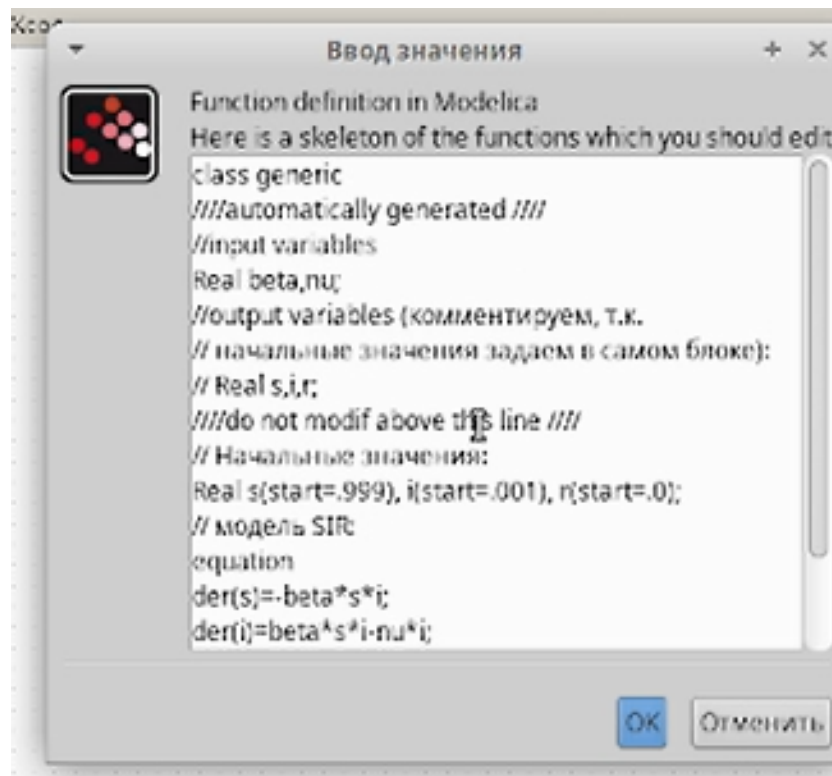 Ввод значения
Function definition in Modelica
Here is a skeleton of the functions which you should edit
class generic
////automatically generated ////
//input variables
Real beta,nu;
//output variables (комментируем, т.к.
// начальные значения задаем в самом блоке):
// Real s,i,r;
////do not modif above this line ////
// Начальные значения:
Real s(start=.999), i(start=.001), r(start=.0);
// модель SIR:
equation
der(s)=-beta*s*i;
der(i)=beta*s*i-nu*i;
OK
Отменить